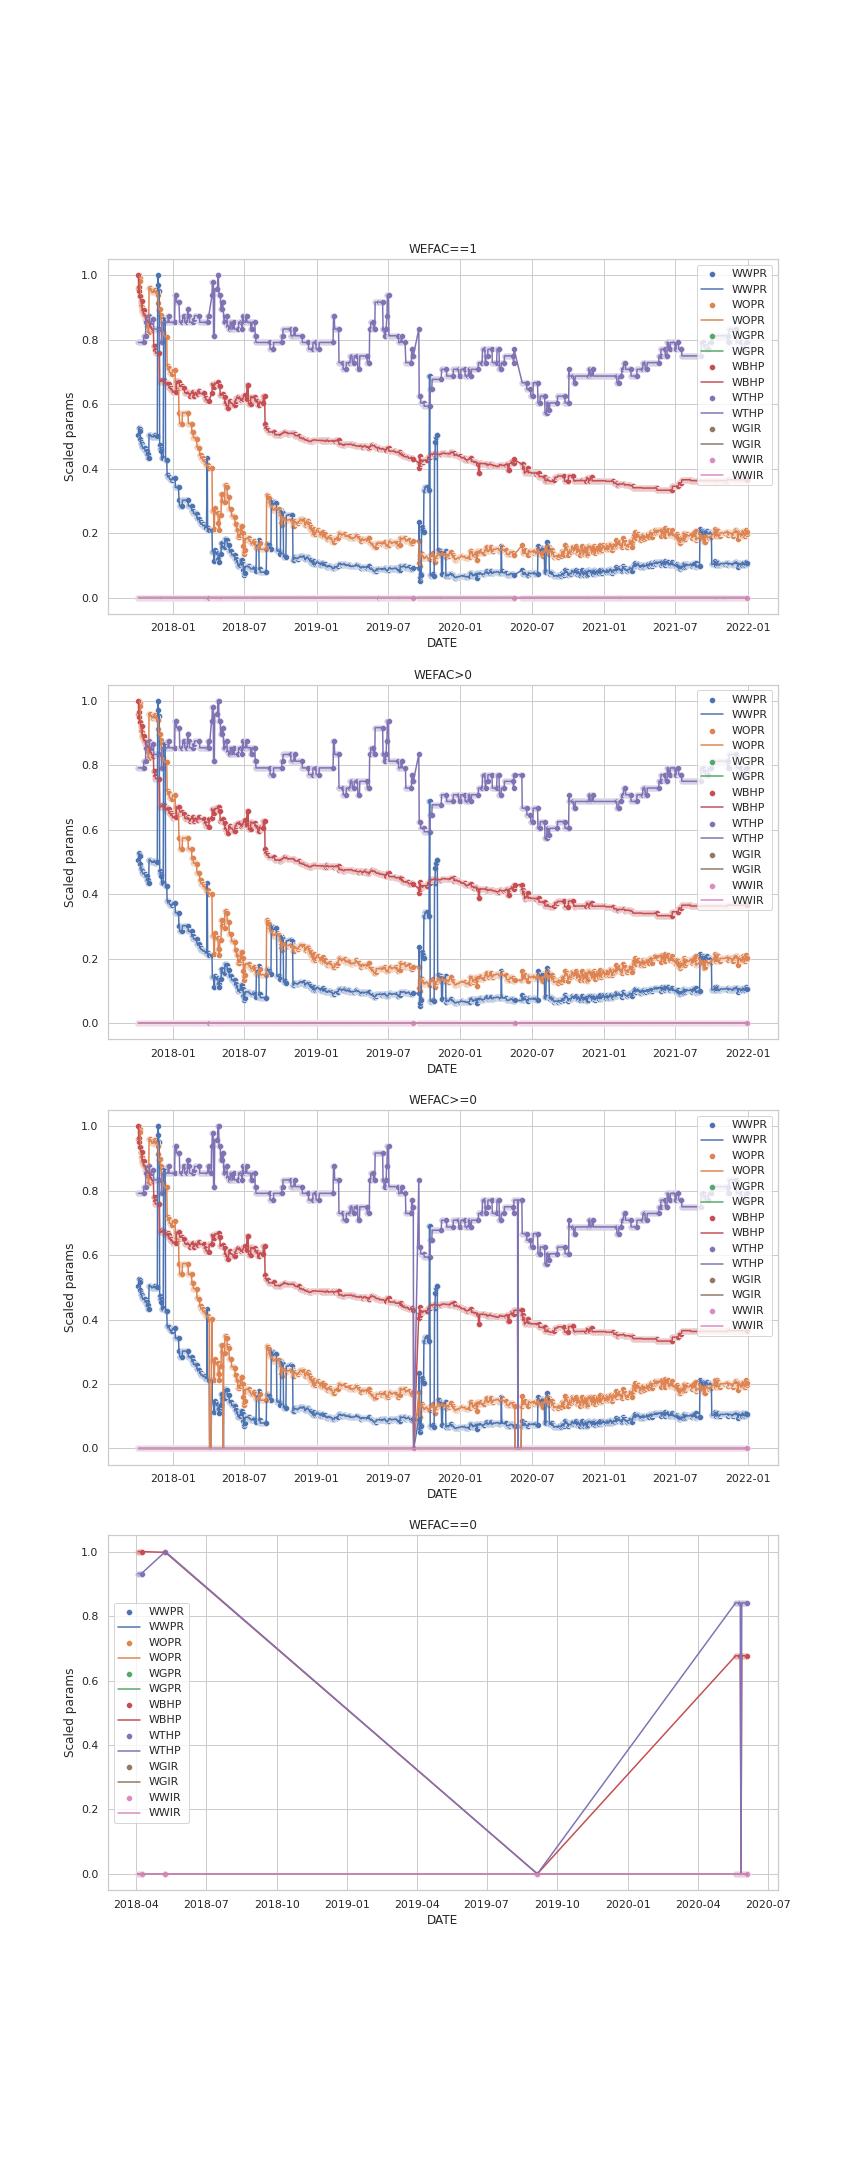 WEFAC==1
1.0
0.8
0.6
0.4
0.2
0.0
Scaled params
WWPR
WWPR
WOPR
WOPR
WGPR
WGPR
WBHP
WBHP
WTHP
WTHP
WGIR
WGIR
WWIR
WWIR
2018-01 2018-07 2019-01 2019-07 2020-01 2020-07 2021-01 2021-07 2022-01
DATE
WEFAC>0
1.0
0.8
0.6
0.4
0.2
0.0
Scaled params
WWPR
WWPR
WOPR
WOPR
WGPR
WGPR
WBHP
WBHP
WTHP
WTHP
WGIR
WGIR
WWIR
WWIR
2018-01 2018-07 2019-01 2019-07 2020-01 2020-07 2021-01 2021-07 2022-01
DATE
WEFAC>=0
1.0
0.8
0.6
0.4
0.2
0.0
Scaled params
WWPR
WWPR
WOPR
WOPR
WGPR
WGPR
WBHP
WBHP
WTHP
WTHP
WGIR
WGIR
WWIR
WWIR
2018-01 2018-07 2019-01 2019-07 2020-01 2020-07 2021-01 2021-07 2022-01
DATE
WEFAC==0
1.0
0.8
0.6
0.4
0.2
0.0
Scaled params
WWPR
WWPR
WOPR
WOPR
WGPR
WGPR
WBHP
WBHP
WTHP
WTHP
WGIR
WGIR
WWIR
WWIR
2018-04 2018-07 2018-10 2019-01 2019-04 2019-07 2019-10 2020-01 2020-04 2020-07
DATE